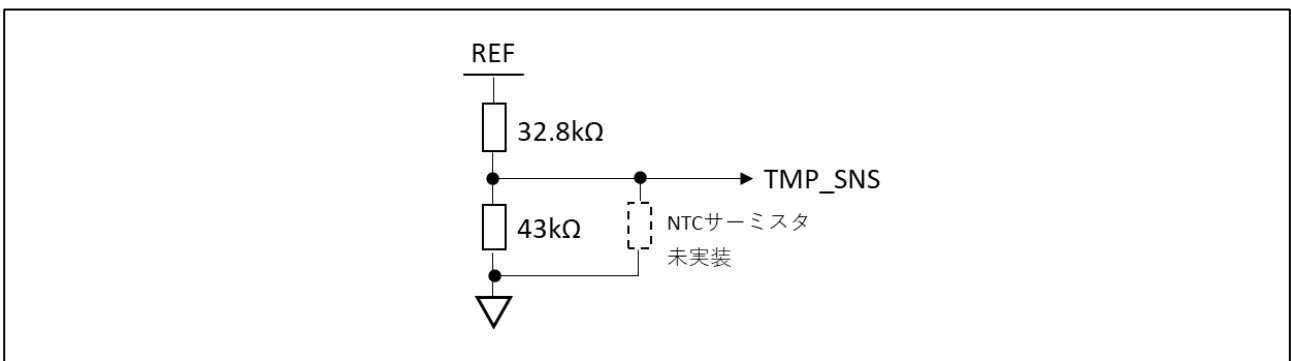 REF
32.8kΩ
TMP_SNS
43kΩ
NTCサーミスタ
未実装